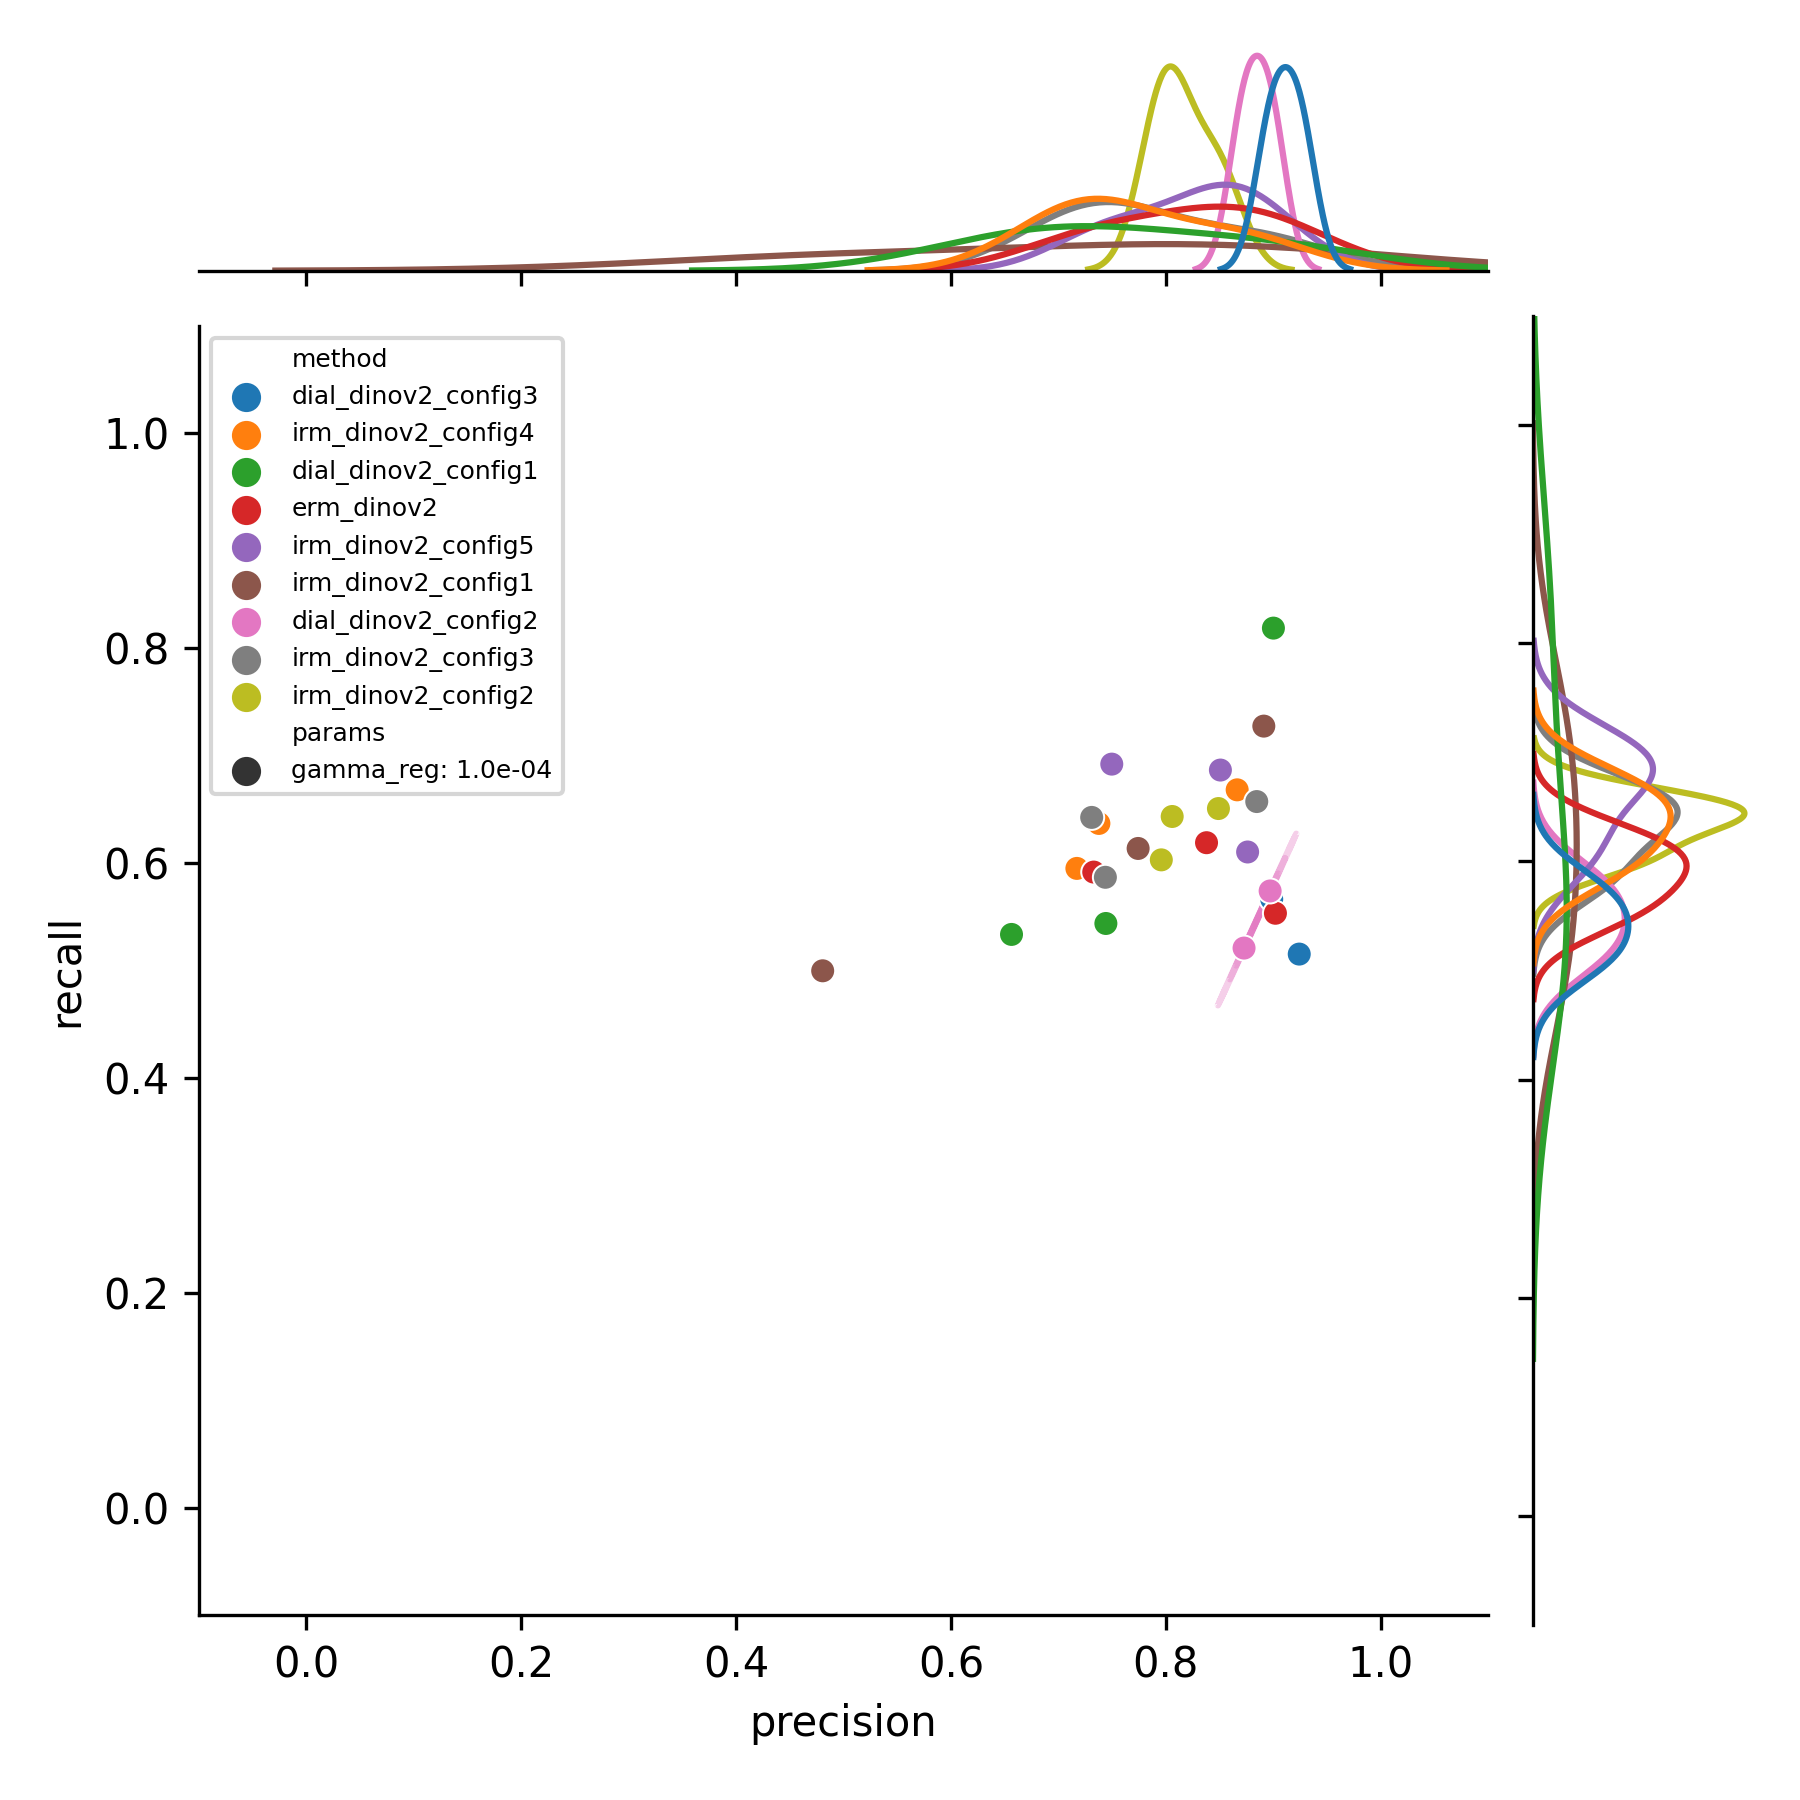 method
dial_dinov2_config3
irm_dinov2_config4
dial_dinov2_config1
erm_dinov2
irm_dinov2_config5
irm_dinov2_config1
dial_dinov2_config2
irm_dinov2_config3
irm_dinov2_config2
params
gamma_reg: 1.0e-04
1.0
0.8
0.6
0.4
0.2
0.0
recall
0.0 0.2 0.4 0.6 0.8 1.0
precision